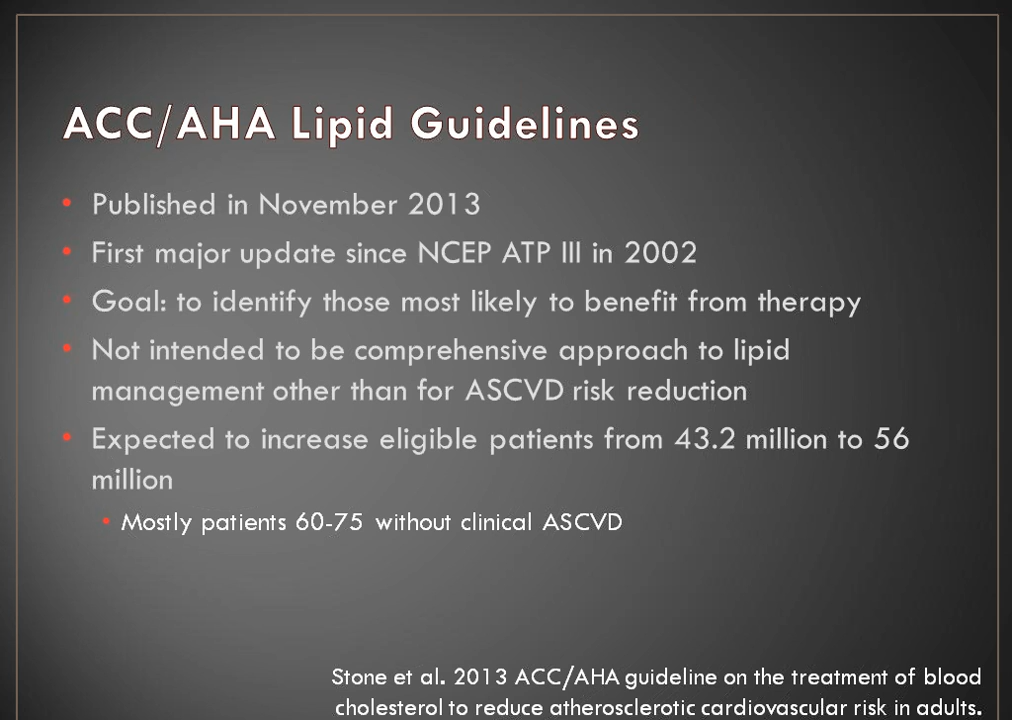 ACC/AHA Lipid Guidelines
• Published in November 2013
• First major update since NCEP ATP III in 2002
• Goal: to identify those most likely to benefit from therapy
• Not intended to be comprehensive approach to lipid
management other than for ASCVD risk reduction
• Expected to increase eligible patients from 43.2 million to 56
million
• Mostly patients 60-75 without clinical ASCVD
Stone et al. 2013 ACC/AHA guideline on the treatment of blood
cholesterol to reduce atherosclerotic cardiovascular risk in adults.